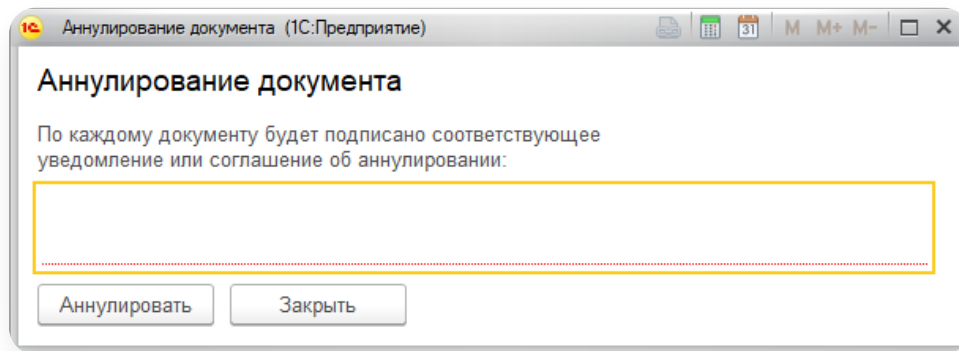 1С Аннулирование документа (1С:Предприятие) 31 M M+ M-
Аннулирование документа
По каждому документу будет подписано соответствующее
уведомление или соглашение об аннулировании:
Аннулировать Закрыть